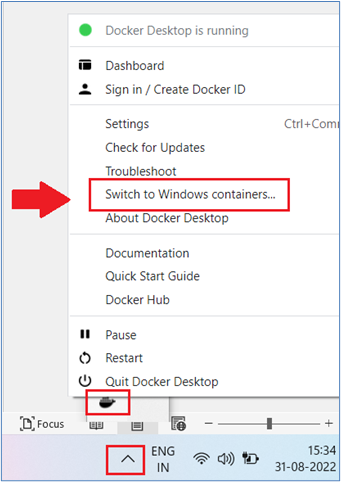 Docker Desktop is running
Dashboard
Sign in / Create Docker ID
Settings Ctrl+Comm
Check for Updates
Troubleshoot
Switch to Windows containers...
About Docker Desktop
Documentation
Quick Start Guide
Docker Hub
Pause
Restart
Quit Docker Desktop
Focus
ENG
IN
15:34
31-08-2022